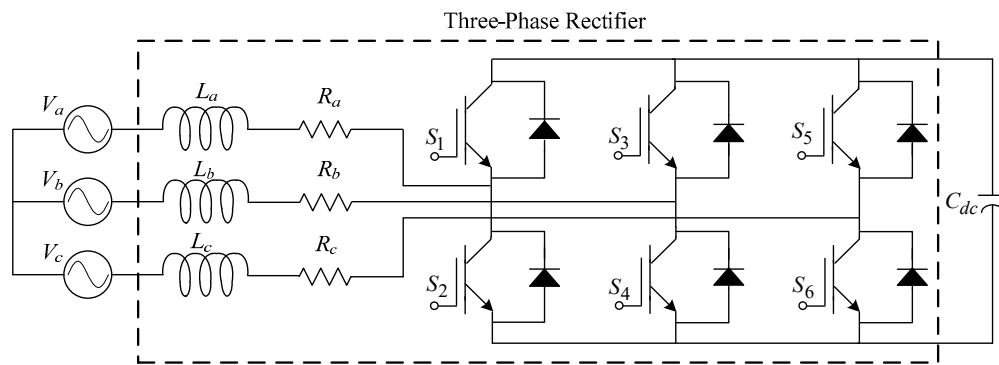 Three-Phase Rectifier
Va
La
Ra
S1
S3
S5
Vb
Lb
Rb
Cdc
Vc
Lc
Rc
S2
S4
S6